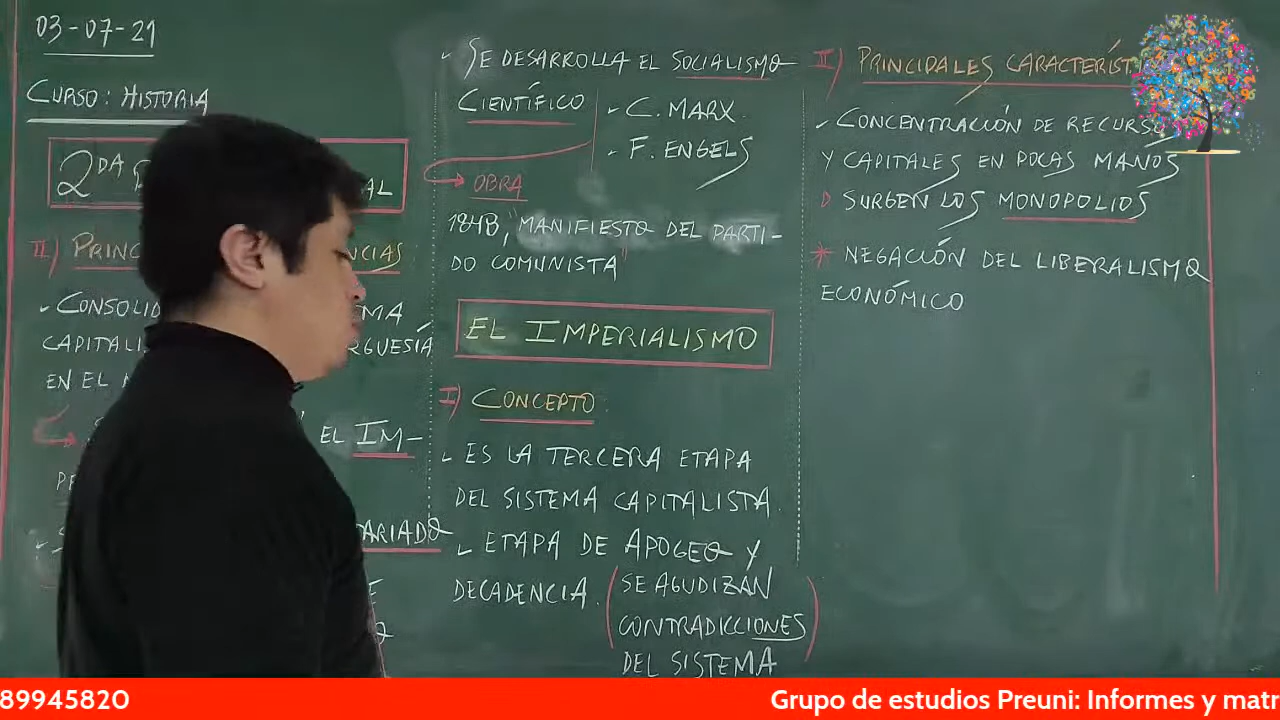 03-07-21
CURSO: HISTORIA
2DA
AL
II) PRINC
NCIAS
CONSOLID
EMA
CAPITALI
RGUESÍA
EN EL
EL IM-
ARIADO
SE DESARROLLA EL SOCIALISMO
CIENTÍFICO
C. MARX.
F. ENGELS
OBRA
1848, "MANIFIESTO DEL PARTI-
DO COMUNISTA"
EL IMPERIALISMO
I) CONCEPTO:
ES LA TERCERA ETAPA
DEL SISTEMA CAPITALISTA.
ETAPA DE APOGEO Y
DECADENCIA.
(SE AGUDIZAN
CONTRADICCIONES
DEL SISTEMA)
II) PRINCIPALES CARACTERÍST
CONCENTRACIÓN DE RECURSOS
Y CAPITALES EN POCAS MANOS
SURGEN LOS MONOPOLIOS
* NEGACIÓN DEL LIBERALISMO
ECONÓMICO
89945820
Grupo de estudios Preuni: Informes y matr